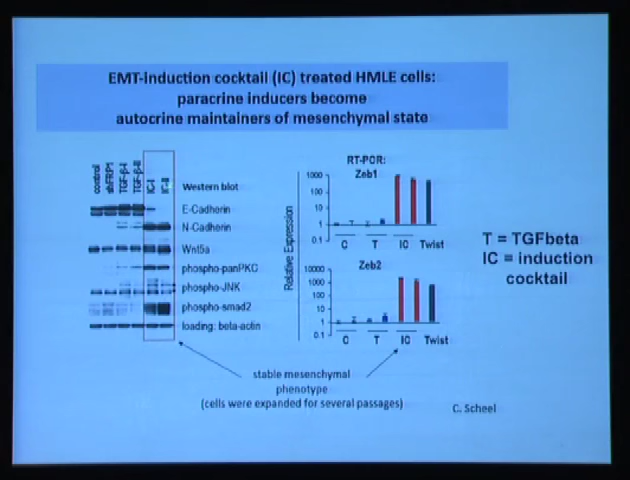 EMT-induction cocktail (IC) treated HMLE cells:
paracrine inducers become
autocrine maintainers of mesenchymal state
control
shFRP1
TGF-β-I
TGF-β-II
IC-I
IC-II
Western blot
E-Cadherin
N-Cadherin
Wnt5a
phospho-panPKC
phospho-JNK
phospho-smad2
loading: beta-actin
Relative Expression
RT-PCR:
Zeb1
1000
100
10
1
0.1
C T IC Twist
Zeb2
10000
1000
100
10
1
0.1
C T IC Twist
T = TGFbeta
IC = induction
cocktail
stable mesenchymal
phenotype
(cells were expanded for several passages)
C. Scheel